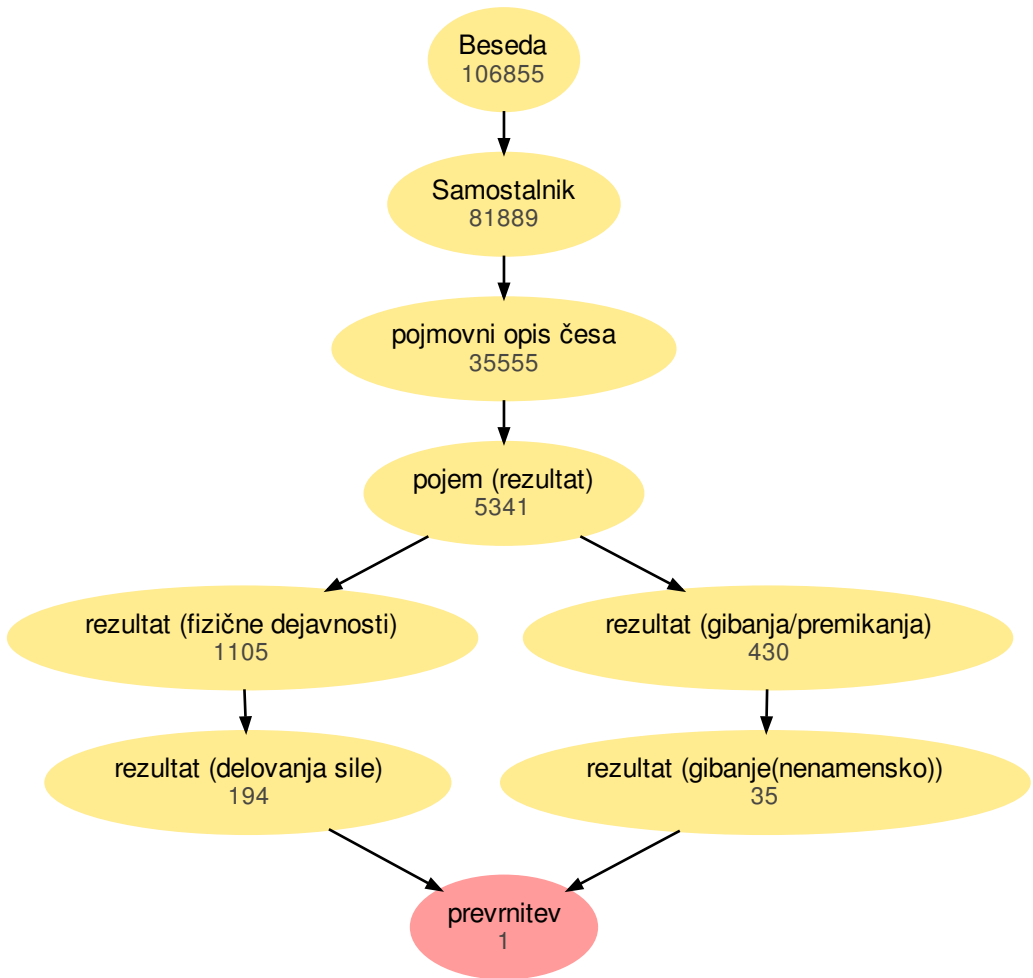 Beseda
106855
Samostalnik
81889
pojmovni opis česa
35555
pojem (rezultat)
5341
rezultat (fizične dejavnosti)
1105
rezultat (gibanja/premikanja)
430
rezultat (delovanja sile)
194
rezultat (gibanje(nenamensko))
35
prevrnitev
1